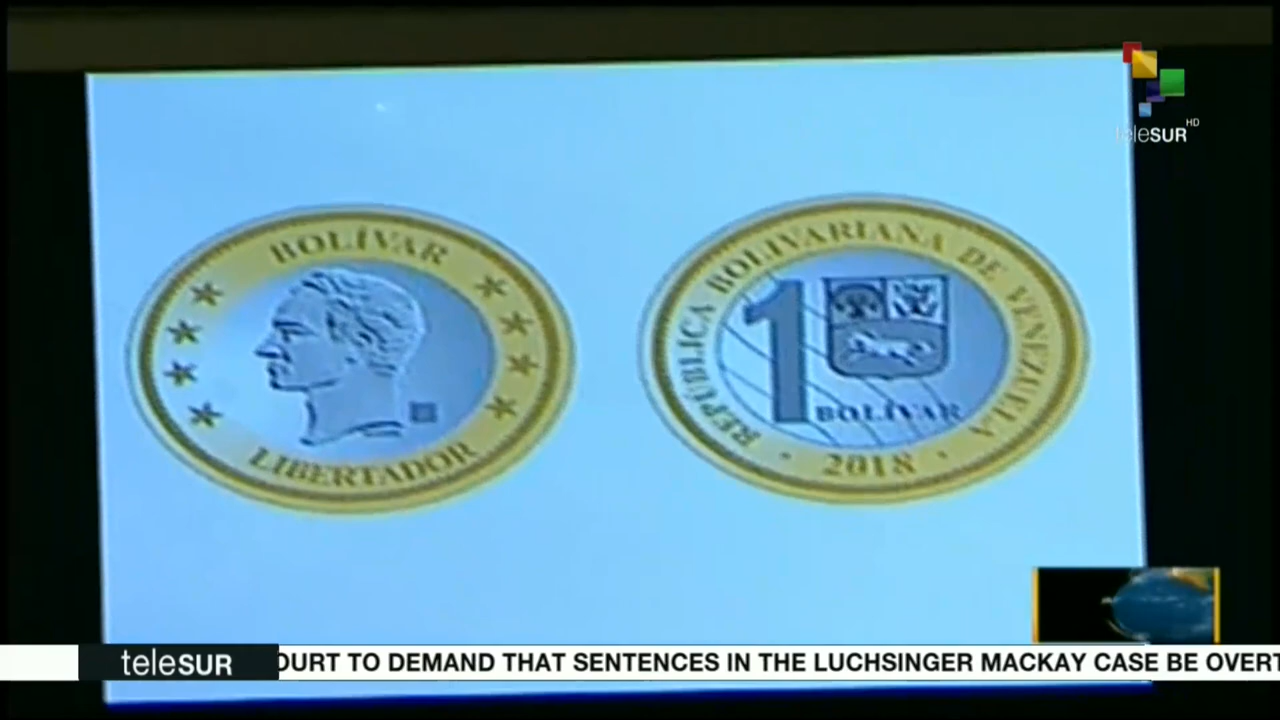 teleSUR HD
BOLÍVAR
LIBERTADOR
REPÚBLICA BOLIVARIANA DE VENEZUELA
1
BOLÍVAR
2018
teleSUR
OURT TO DEMAND THAT SENTENCES IN THE LUCHSINGER MACKAY CASE BE OVERT